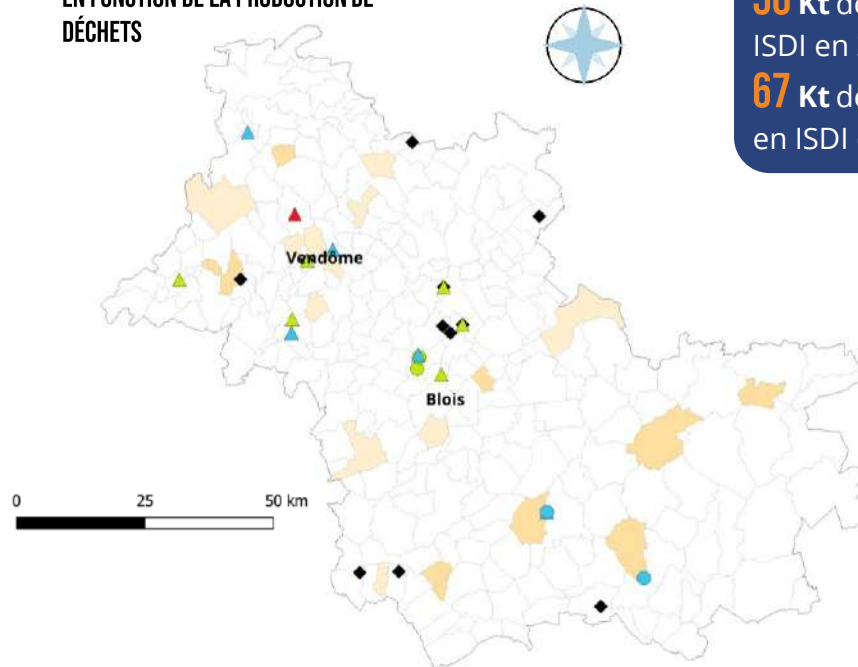 DÉCHETS
Kt
ISDI en
67 Kt
en ISDI
Vendôme
Blois
0 25 50 km